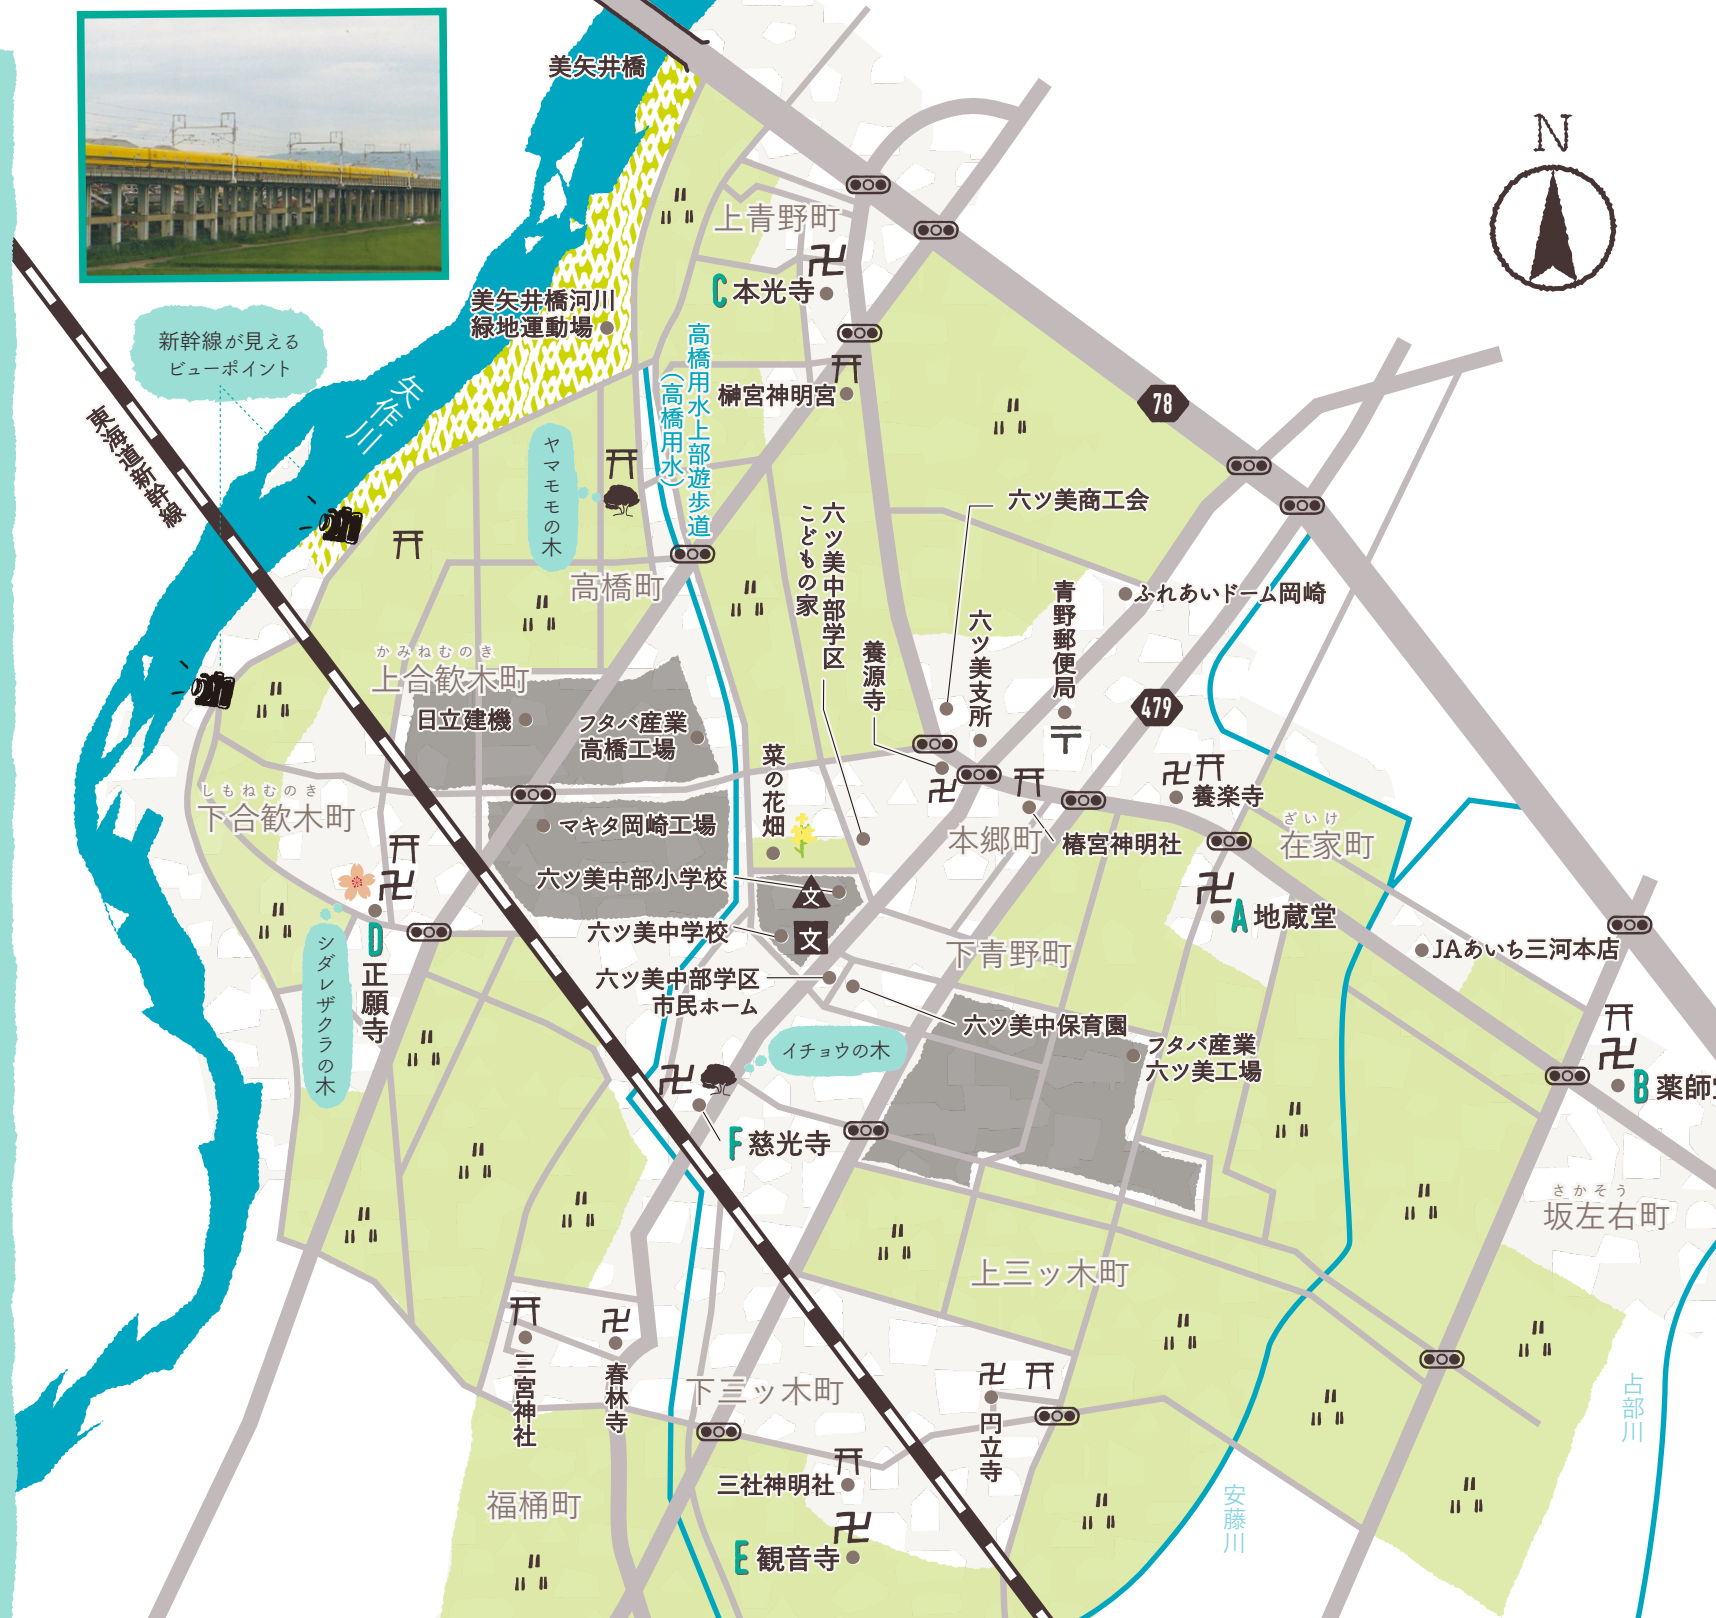 美矢井橋
N
上青野町
C 本光寺
美矢井橋河川
緑地運動場
新幹線が見える
ビューポイント
矢作川
東海道新幹線
高橋用水上部遊歩道
(高橋用水)
榊宮神明宮
78
ヤマモモの木
六ツ美商工会
六ツ美中部学区
こどもの家
高橋町
ふれあいドーム岡崎
青野郵便局
六ツ美支所
養源寺
かみねむのき
上合歓木町
日立建機
フタバ産業
高橋工場
479
菜の花畑
しもねむのき
下合歓木町
マキタ岡崎工場
養楽寺
本郷町
椿宮神明社
ざいけ
在家町
六ツ美中部小学校
文
六ツ美中学校
文
A 地蔵堂
D
正願寺
シダレザクラの木
下青野町
JAあいち三河本店
六ツ美中部学区
市民ホーム
六ツ美中保育園
イチョウの木
フタバ産業
六ツ美工場
B 薬師
F 慈光寺
さかそう
坂左右町
上三ッ木町
三宮神社
春林寺
下三ッ木町
円立寺
占部川
三社神明社
福桶町
安藤川
E 観音寺